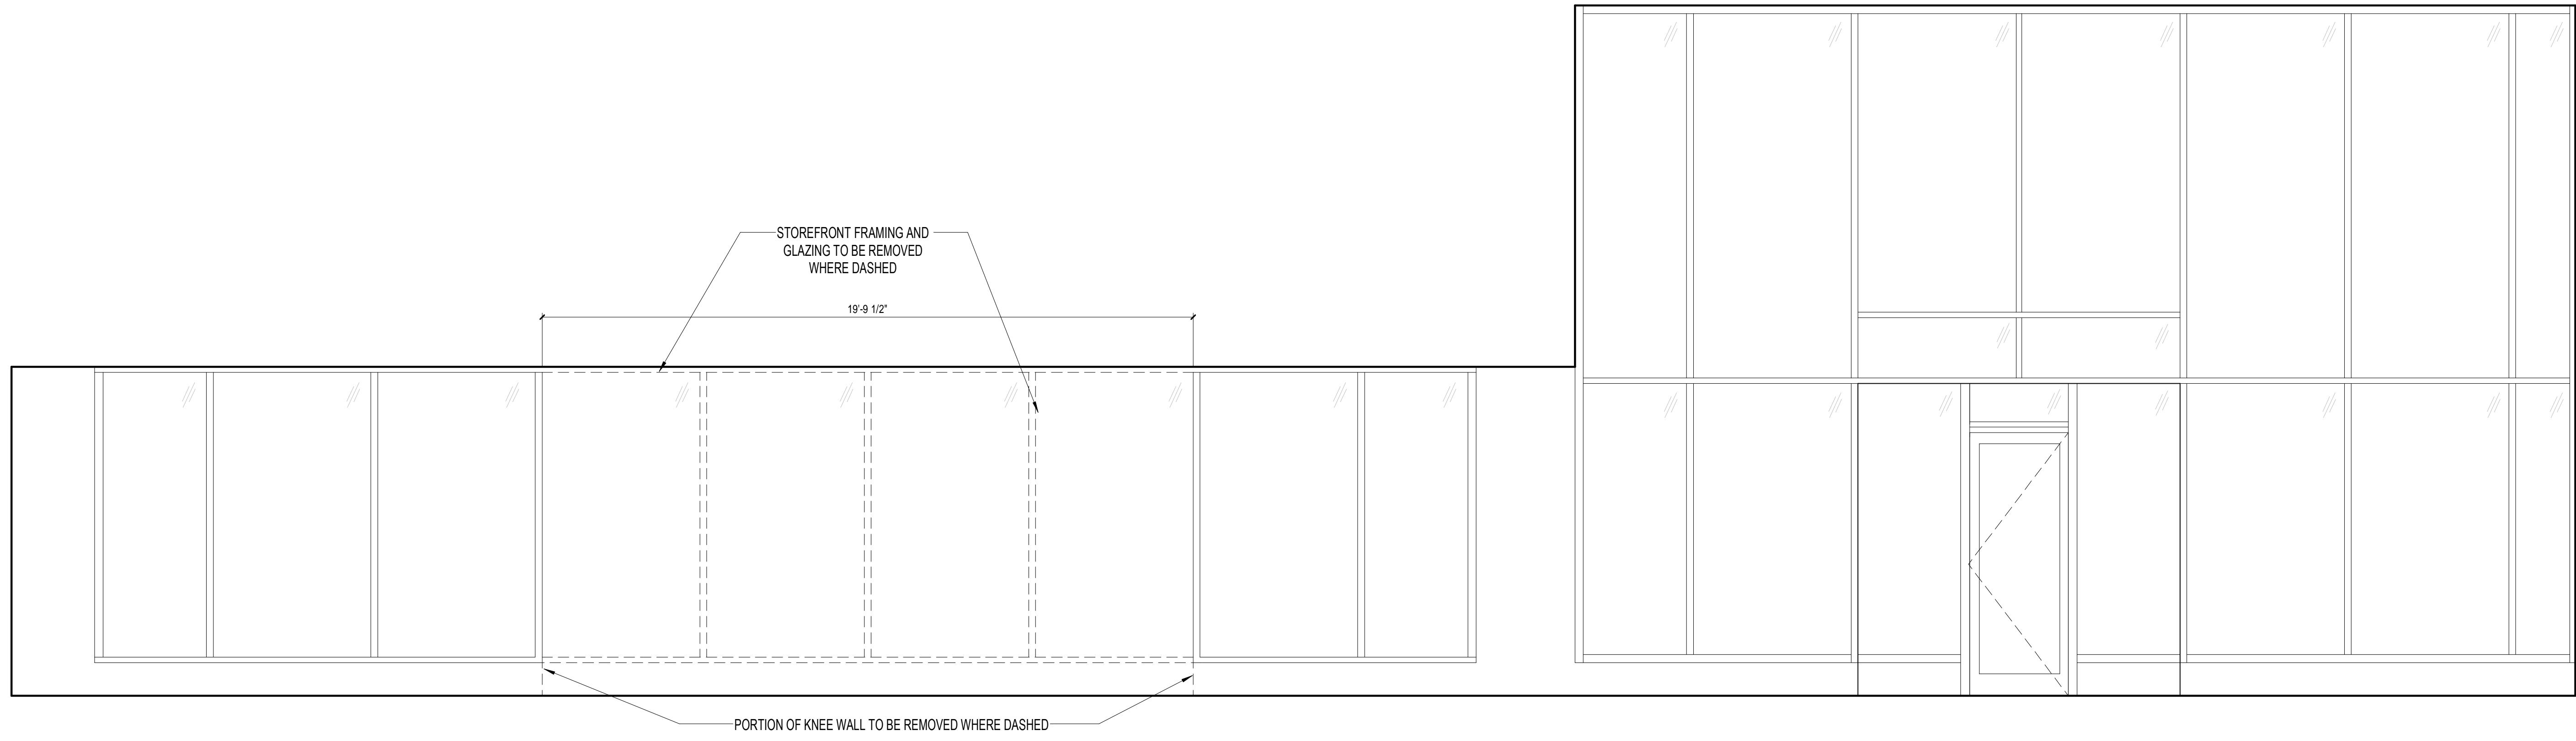 STOREFRONT FRAMING AND
GLAZING TO BE REMOVED
WHERE DASHED
19'-9 1/2"
PORTION OF KNEE WALL TO BE REMOVED WHERE DASHED